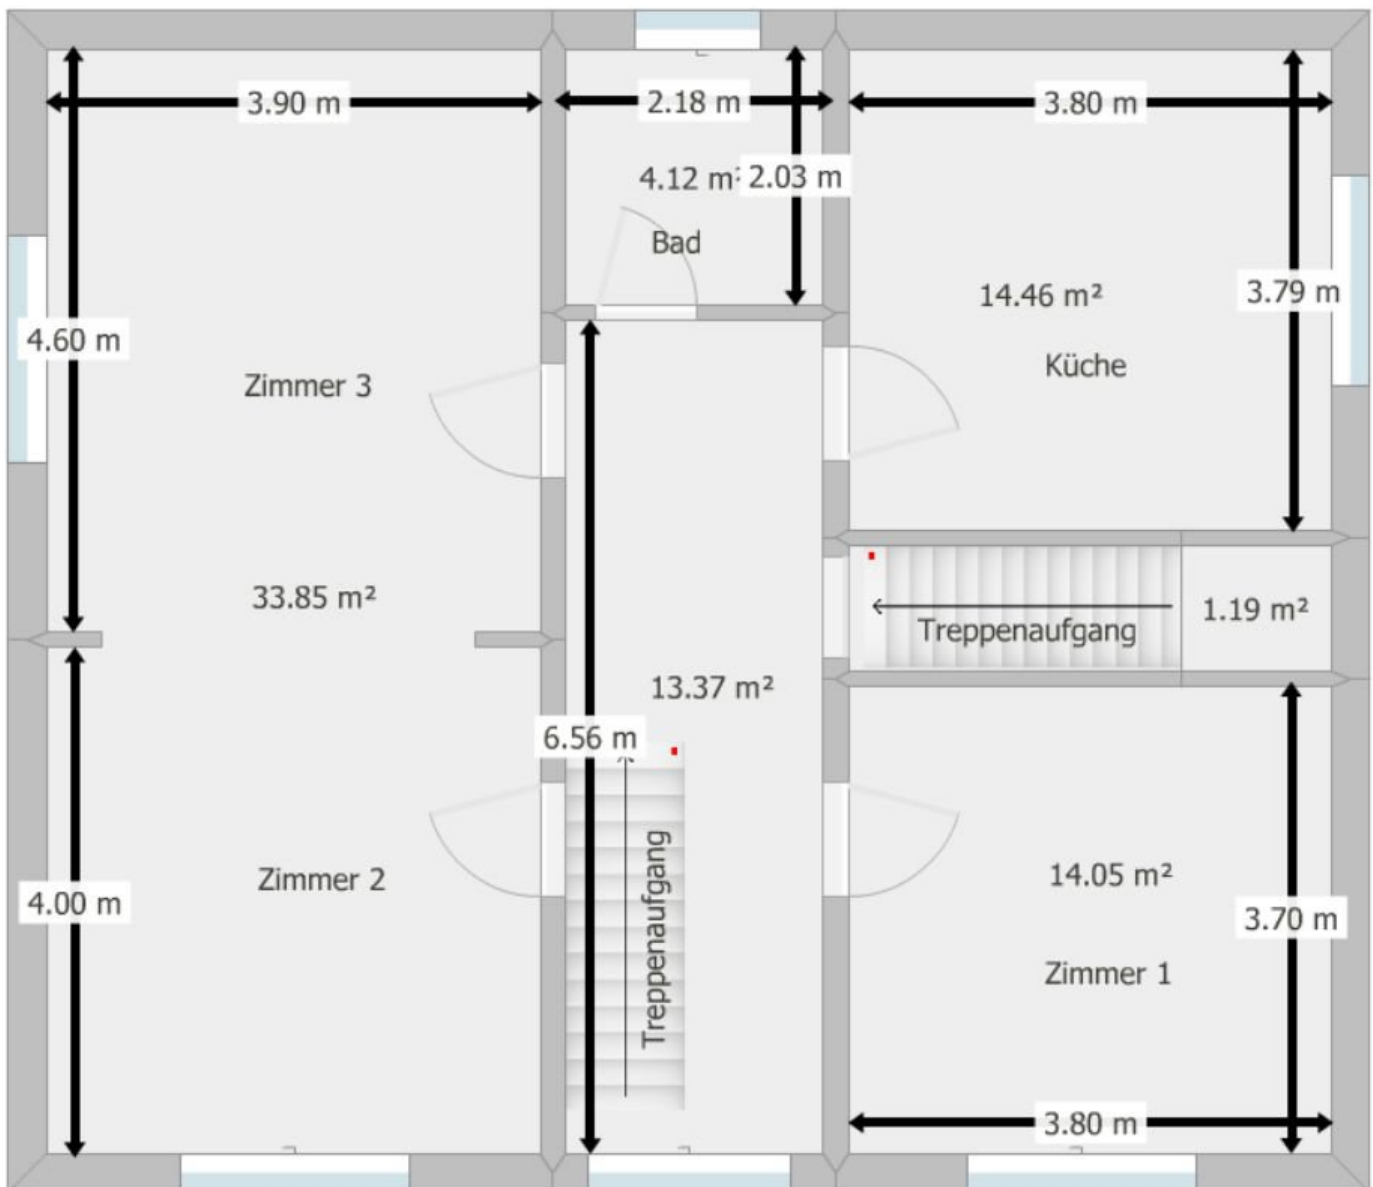 3.90 m
2.18 m
3.80 m
4.12 m²
2.03 m
Bad
14.46 m²
3.79 m
4.60 m
Küche
Zimmer 3
33.85 m²
1.19 m²
Treppenaufgang
13.37 m²
6.56 m
Treppenaufgang
Zimmer 2
14.05 m²
4.00 m
3.70 m
Zimmer 1
3.80 m